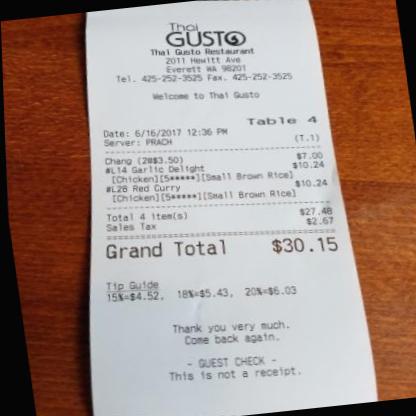 Thai
GUSTO
Thai Gusto Restaurant
2011 Hewitt Ave
Everett WA 98201
Tel. 425-252-3525 Fax. 425-252-3525
Welcome to Thai Gusto
Table 4
Date: 6/16/2017 12:36 PM
Server: PRACH (T.1)
Chang (2@$3.50) $7.00
#L14 Garlic Delight $10.24
[Chicken][5*****][Small Brown Rice]
#L28 Red Curry $10.24
[Chicken][5*****][Small Brown Rice]
Total 4 item(s) $27.48
Sales Tax $2.67
Grand Total $30.15
Tip Guide
15%=$4.52, 18%=$5.43, 20%=$6.03
Thank you very much.
Come back again.
- GUEST CHECK -
This is not a receipt.